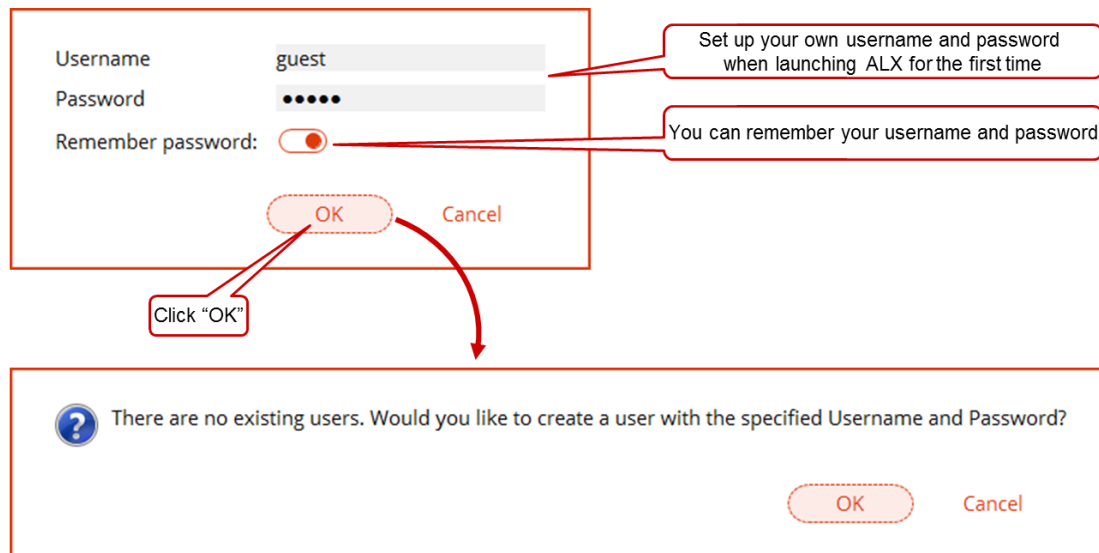 Username
guest
Set up your own username and password
when launching ALX for the first time
Password
●●●●●
Remember password:
You can remember your username and password
OK
Cancel
Click “OK”
There are no existing users. Would you like to create a user with the specified Username and Password?
OK
Cancel